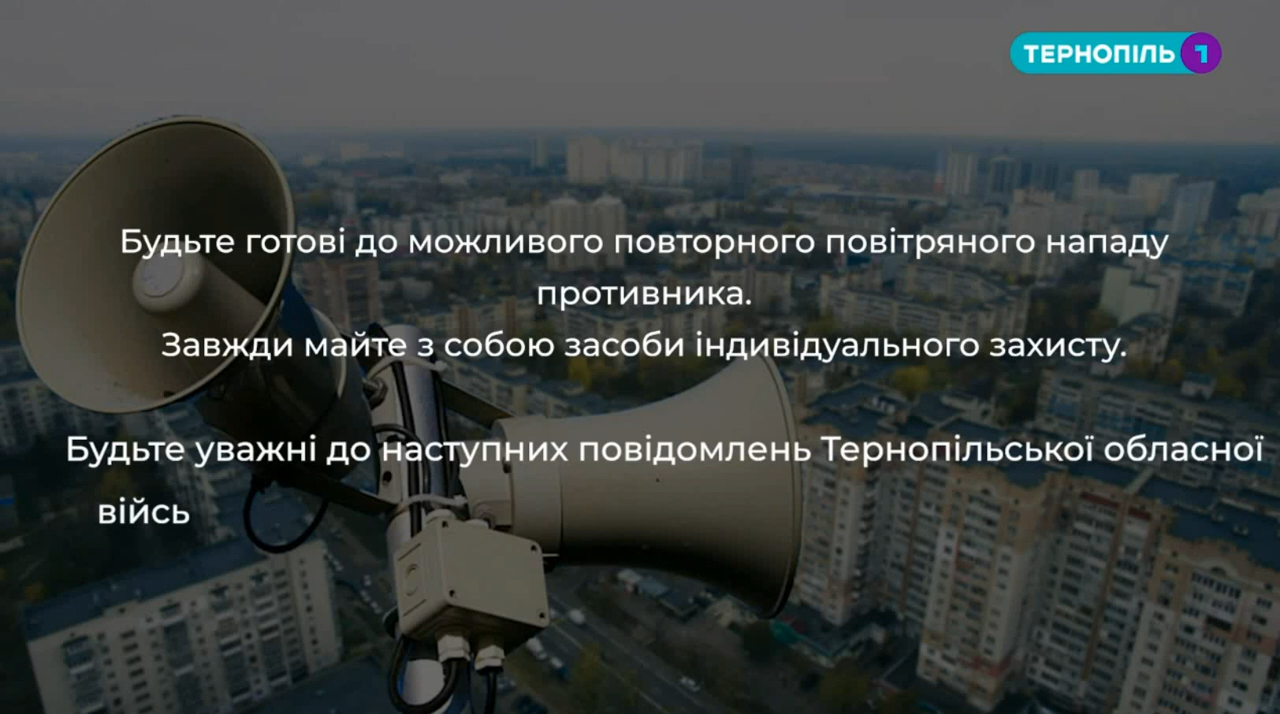 ТЕРНОПІЛЬ 1
Будьте готові до можливого повторного повітряного нападу
противника.
Завжди майте з собою засоби індивідуального захисту.
Будьте уважні до наступних повідомлень Тернопільської обласної
війсь